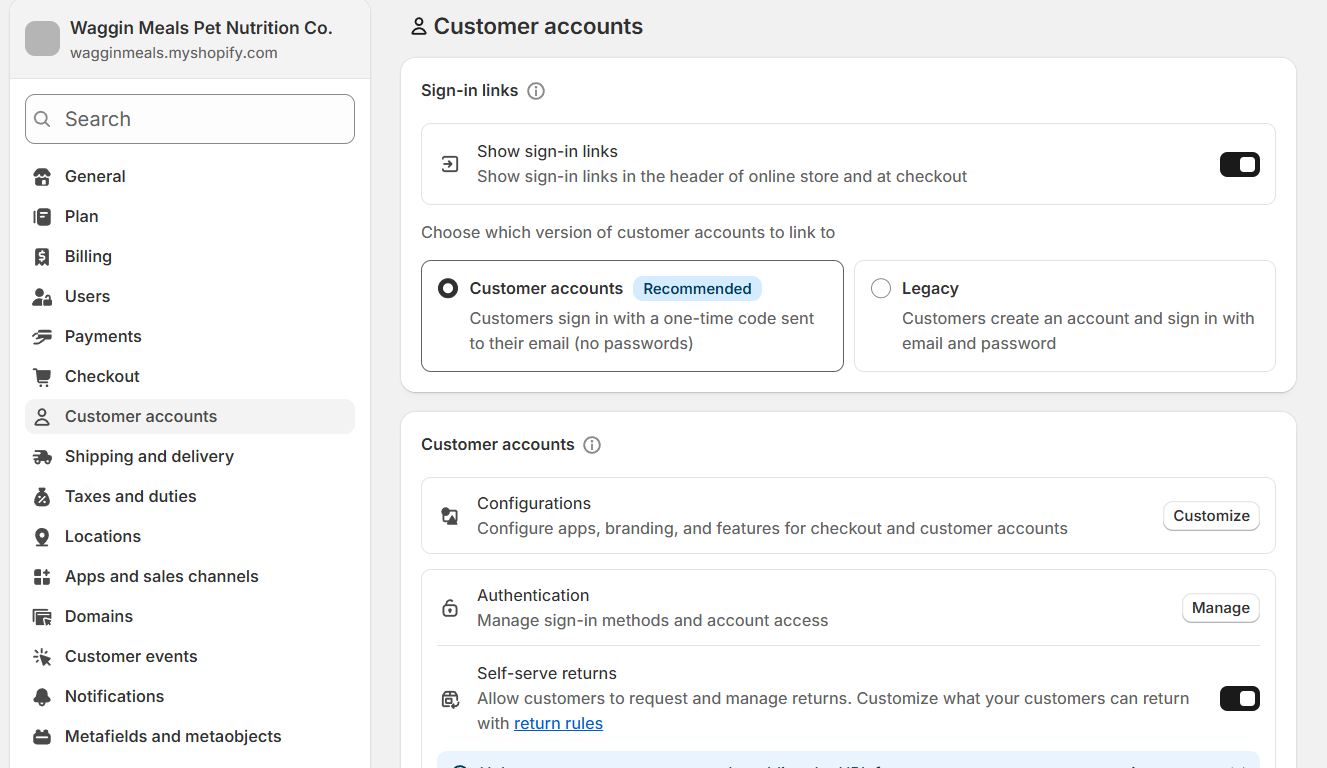 Waggin Meals Pet Nutrition Co.
wagginmeals.myshopify.com
Search
General
Plan
Billing
Users
Payments
Checkout
Customer accounts
Shipping and delivery
Taxes and duties
Locations
Apps and sales channels
Domains
Customer events
Notifications
Metafields and metaobjects
Customer accounts
Sign-in links
Show sign-in links
Show sign-in links in the header of online store and at checkout
Choose which version of customer accounts to link to
Customer accounts Recommended
Customers sign in with a one-time code sent
to their email (no passwords)
Legacy
Customers create an account and sign in with
email and password
Customer accounts
Configurations
Configure apps, branding, and features for checkout and customer accounts
Customize
Authentication
Manage sign-in methods and account access
Manage
Self-serve returns
Allow customers to request and manage returns. Customize what your customers can return
with return rules